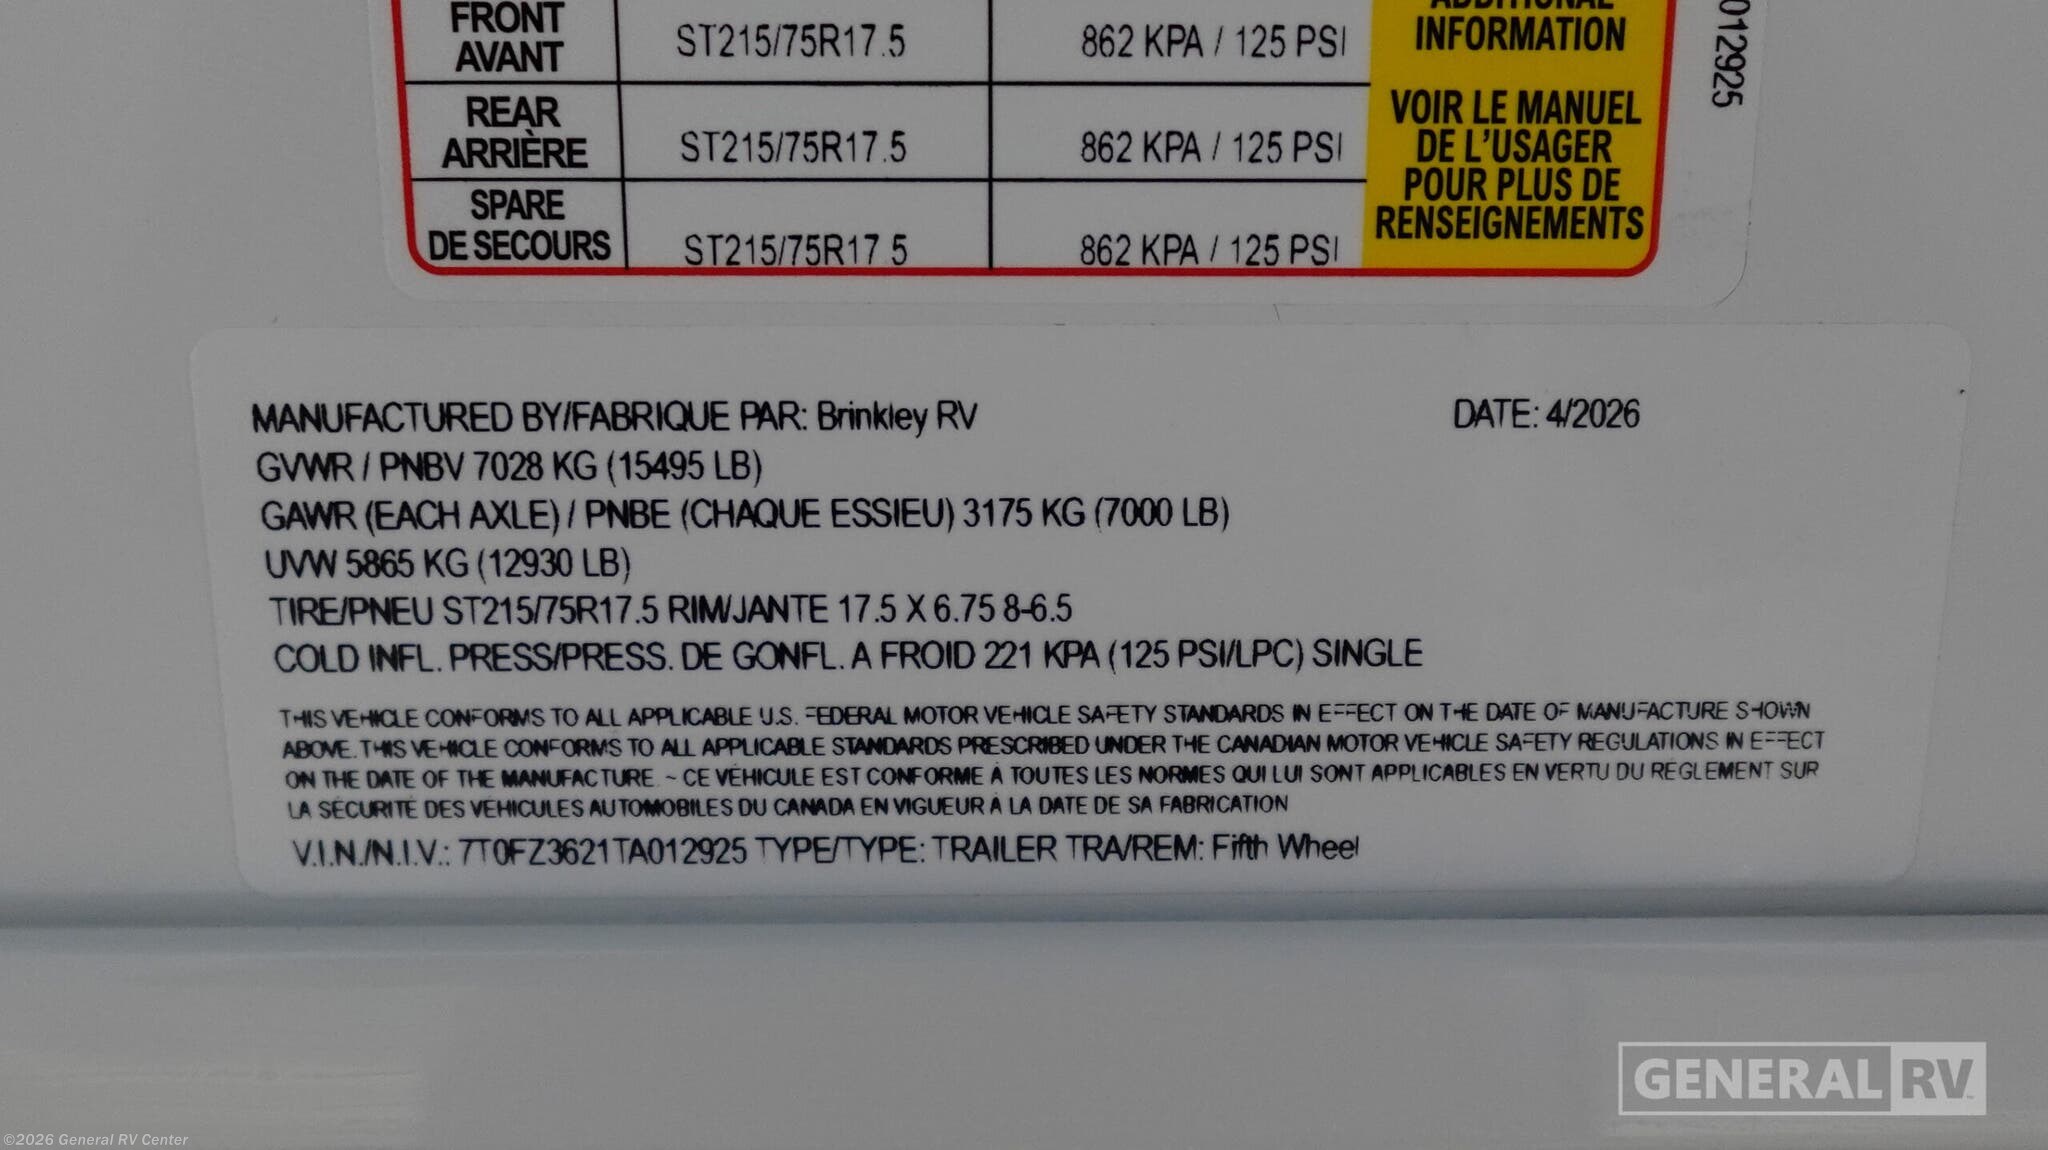 FRONT
AVANT
ST215/75R17.5
862 KPA / 125 PSI
ADDITIONAL
INFORMATION
REAR
ARRIÈRE
ST215/75R17.5
862 KPA / 125 PSI
VOIR LE MANUEL
DE L'USAGER
POUR PLUS DE
RENSEIGNEMENTS
SPARE
DE SECOURS
ST215/75R17.5
862 KPA / 125 PSI
012925
MANUFACTURED BY/FABRIQUE PAR: Brinkley RV DATE: 4/2026
GVWR / PNBV 7028 KG (15495 LB)
GAWR (EACH AXLE) / PNBE (CHAQUE ESSIEU) 3175 KG (7000 LB)
UVW 5865 KG (12930 LB)
TIRE/PNEU ST215/75R17.5 RIM/JANTE 17.5 X 6.75 8-6.5
COLD INFL. PRESS/PRESS. DE GONFL. A FROID 221 KPA (125 PSI/LPC) SINGLE
THIS VEHICLE CONFORMS TO ALL APPLICABLE U.S. FEDERAL MOTOR VEHICLE SAFETY STANDARDS IN EFFECT ON THE DATE OF MANUFACTURE SHOWN
ABOVE. THIS VEHICLE CONFORMS TO ALL APPLICABLE STANDARDS PRESCRIBED UNDER THE CANADIAN MOTOR VEHICLE SAFETY REGULATIONS IN EFFECT
ON THE DATE OF THE MANUFACTURE. ~ CE VÉHICULE EST CONFORME À TOUTES LES NORMES QUI LUI SONT APPLICABLES EN VERTU DU RÉGLEMENT SUR
LA SÉCURITÉ DES VÉHICULES AUTOMOBILES DU CANADA EN VIGUEUR À LA DATE DE SA FABRICATION
V.I.N./N.I.V.: 7T0FZ3621TA012925 TYPE/TYPE: TRAILER TRA/REM: Fifth Wheel
GENERAL RV
©2026 General RV Center